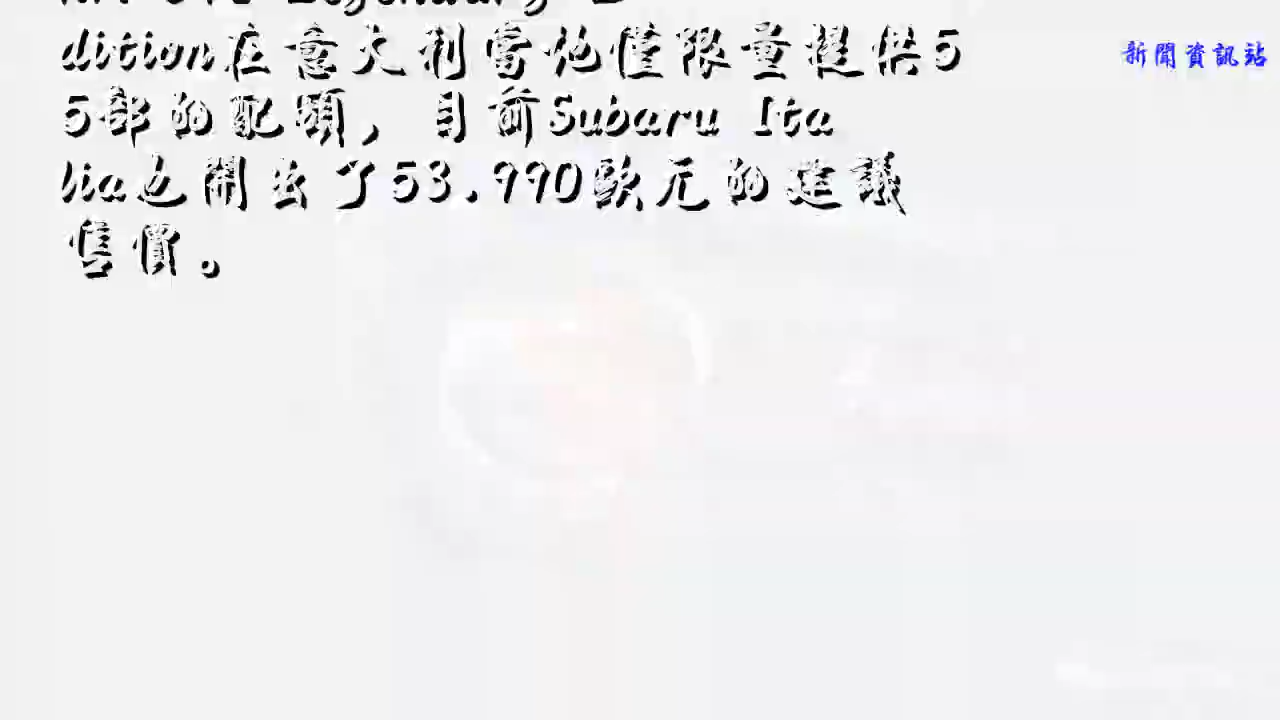 dition在意大利當他僅限量提供5
5部的配額,目前Subaru Ita
lia也開出了53.990歐元的建議
售價。
新聞資訊站